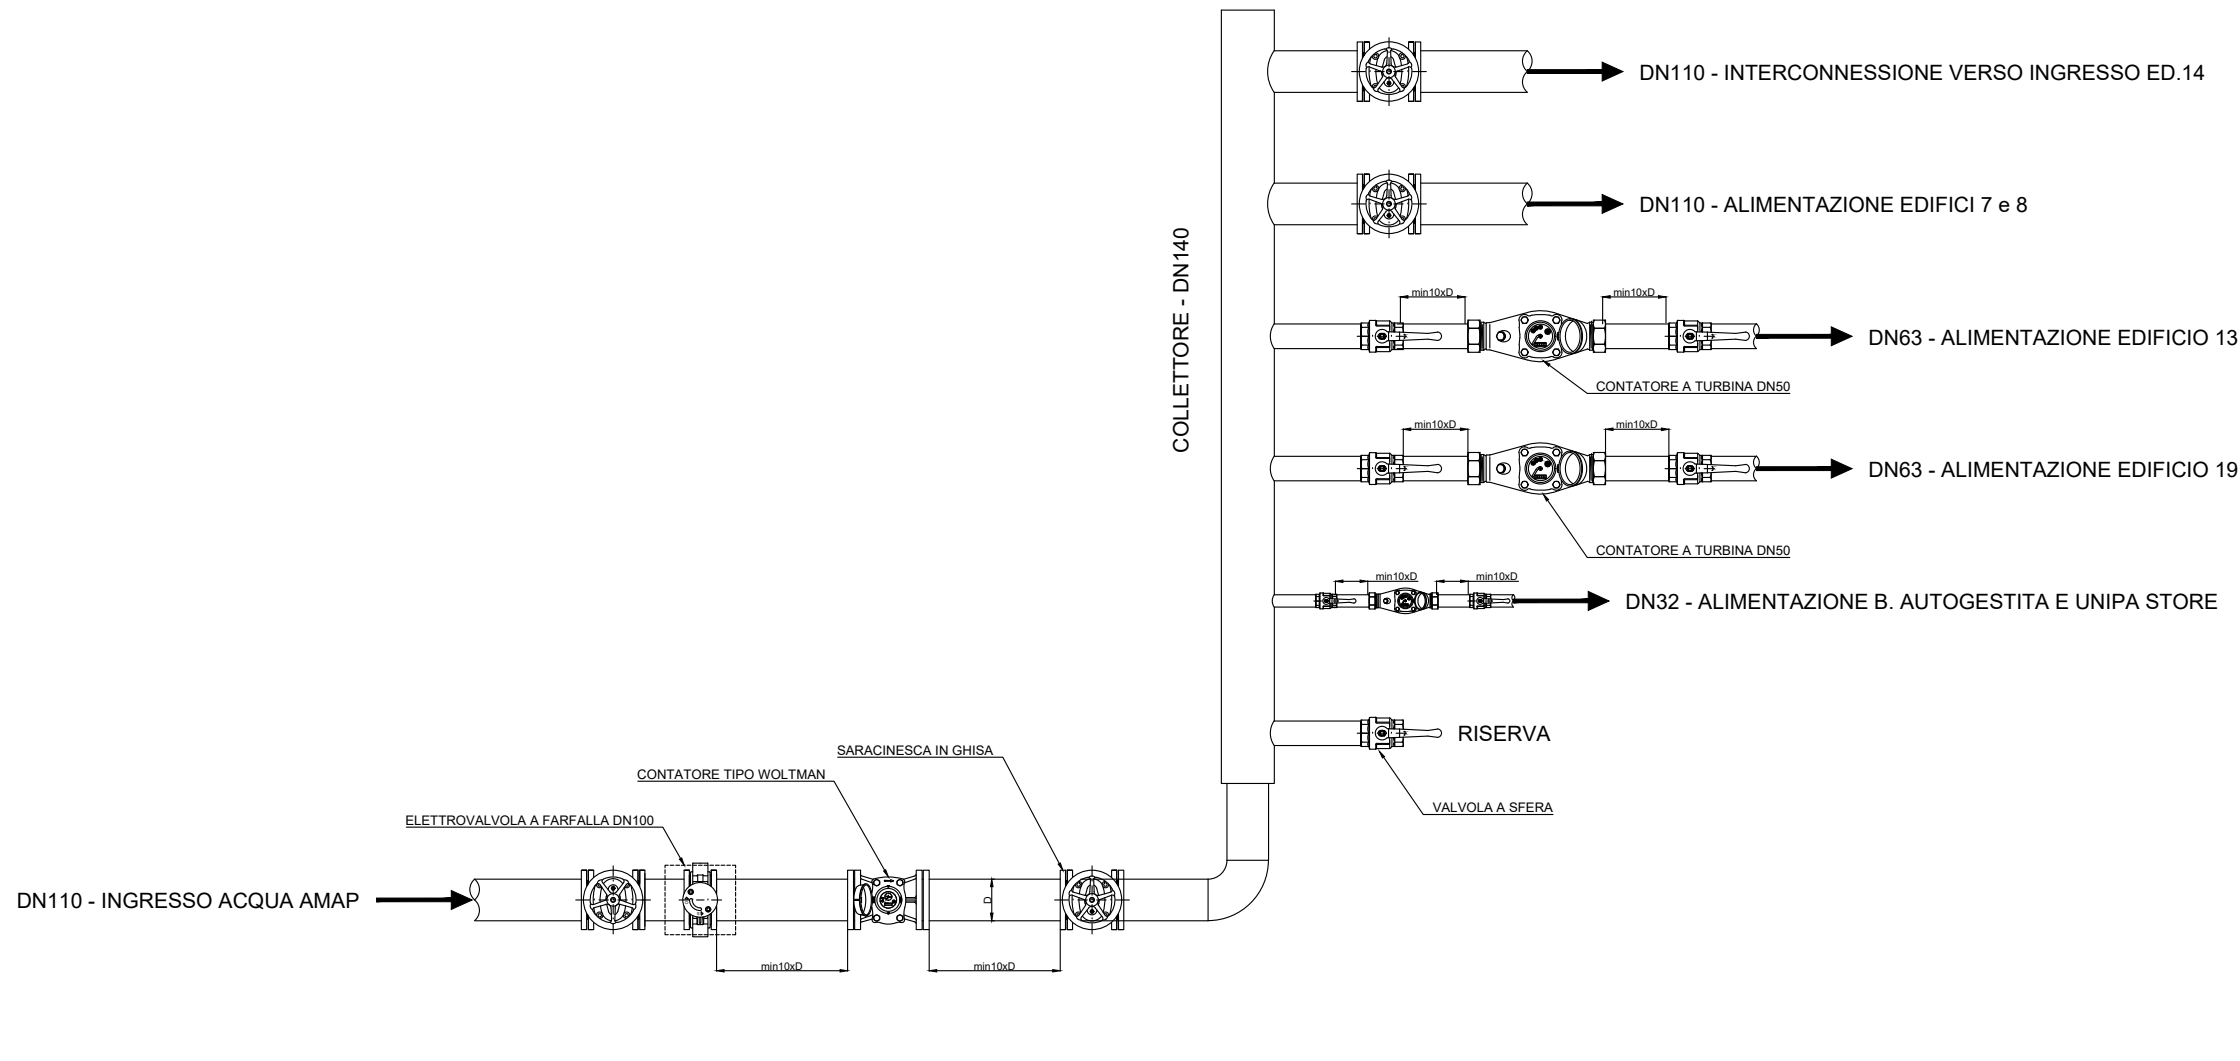 DN110 - INTERCONNESSIONE VERSO INGRESSO ED.14
DN110 - ALIMENTAZIONE EDIFICI 7 e 8
COLLETTORE - DN140
min10xD
min10xD
DN63 - ALIMENTAZIONE EDIFICIO 13
CONTATORE A TURBINA DN50
min10xD
min10xD
DN63 - ALIMENTAZIONE EDIFICIO 19
CONTATORE A TURBINA DN50
min10xD
min10xD
DN32 - ALIMENTAZIONE B. AUTOGESTITA E UNIPA STORE
RISERVA
VALVOLA A SFERA
SARACINESCA IN GHISA
CONTATORE TIPO WOLTMAN
ELETTROVALVOLA A FARFALLA DN100
DN110 - INGRESSO ACQUA AMAP
D
min10xD
min10xD